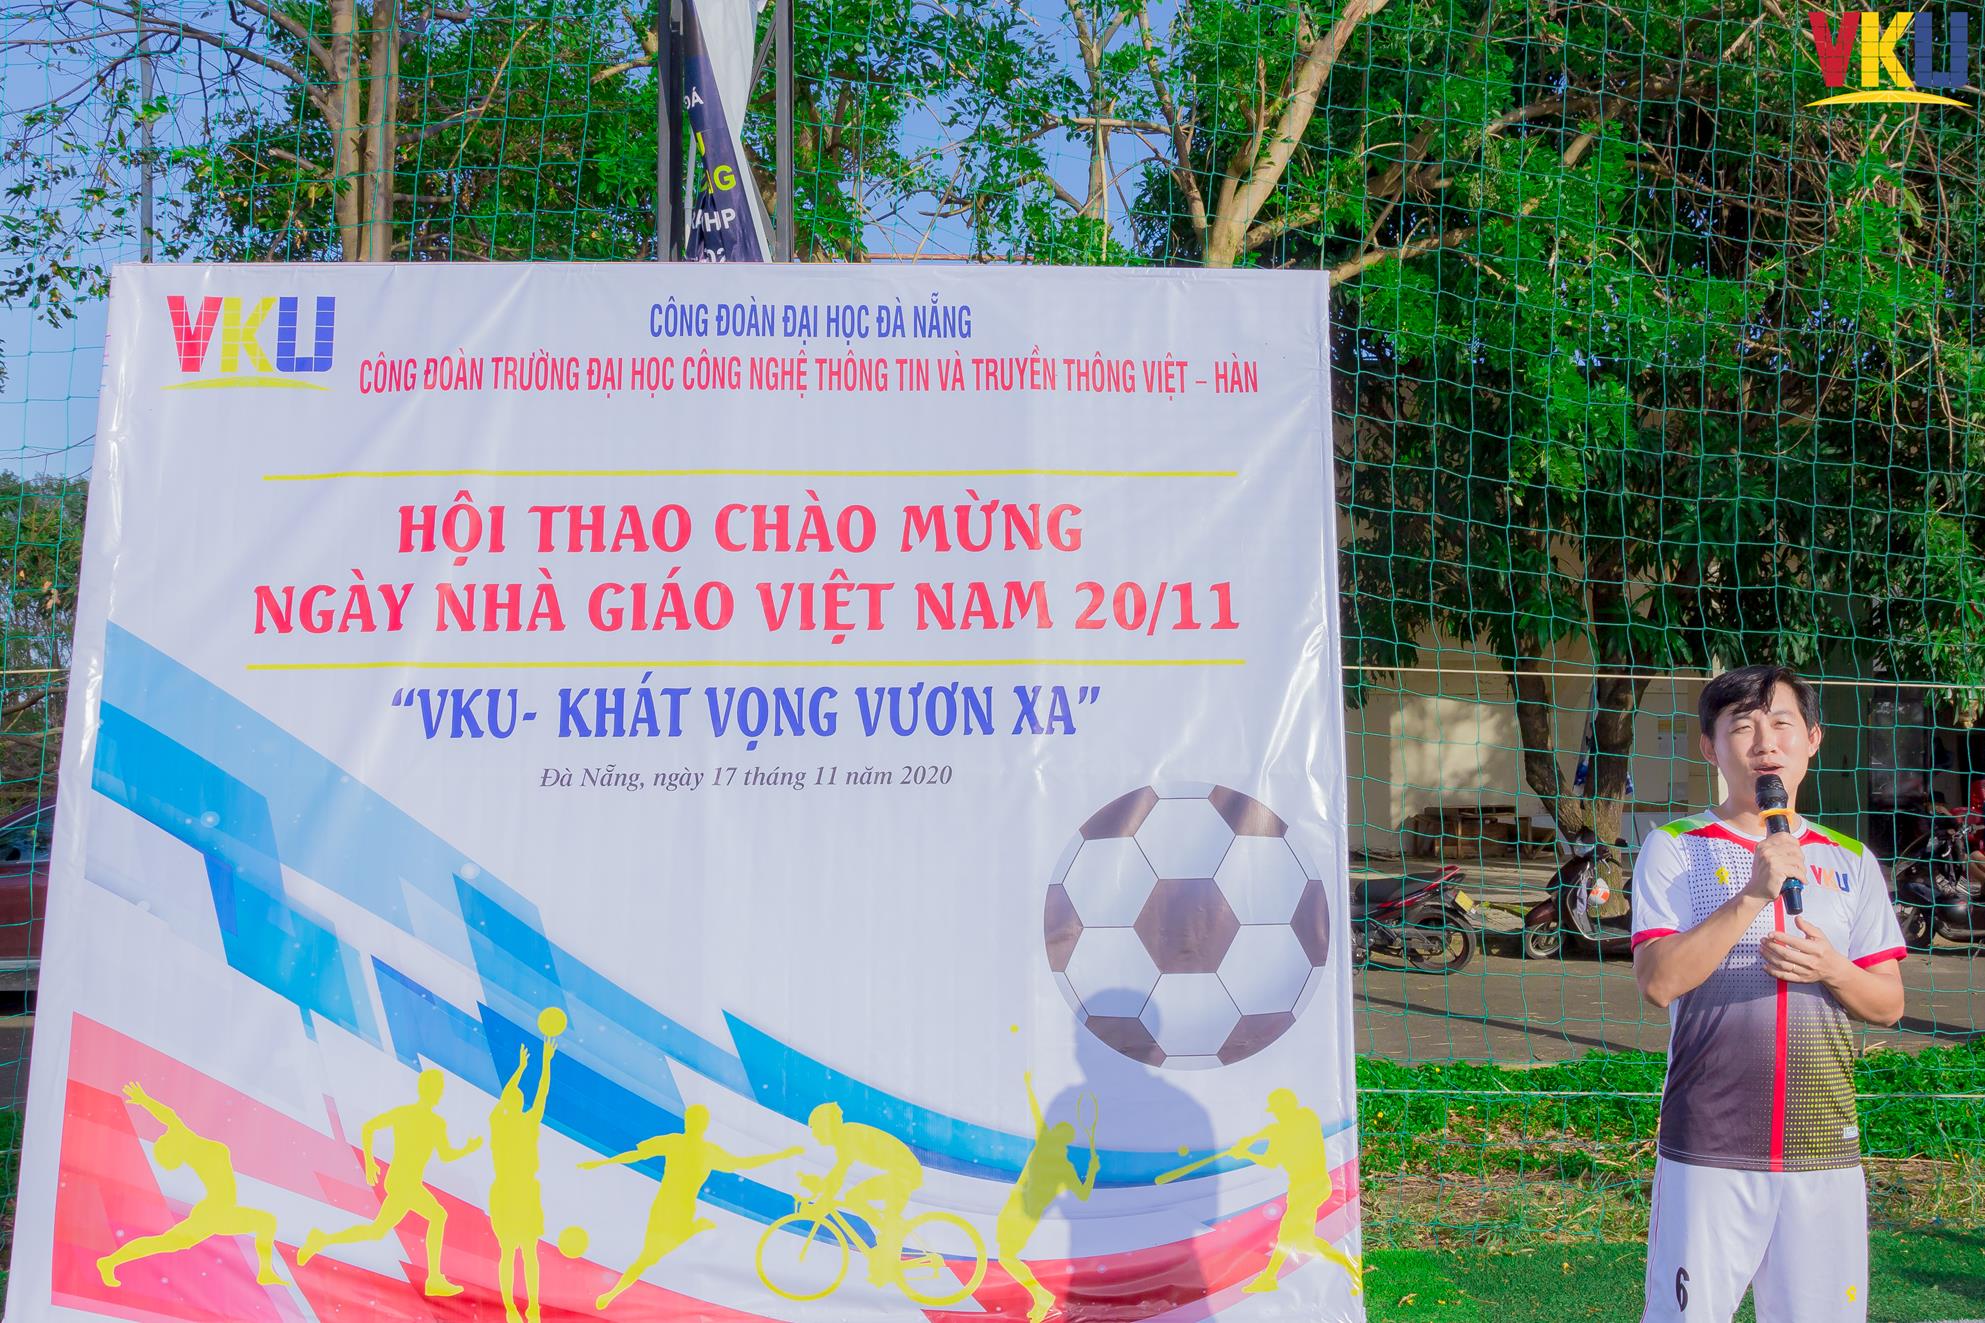 VKU
NG
HP
VKU
CÔNG ĐOÀN ĐẠI HỌC ĐÀ NẴNG
CÔNG ĐOÀN TRƯỜNG ĐẠI HỌC CÔNG NGHỆ THÔNG TIN VÀ TRUYỀN THÔNG VIỆT – HÀN
HỘI THAO CHÀO MỪNG
NGÀY NHÀ GIÁO VIỆT NAM 20/11
“VKU- KHÁT VỌNG VƯƠN XA”
Đà Nẵng, ngày 17 tháng 11 năm 2020
VKU
6